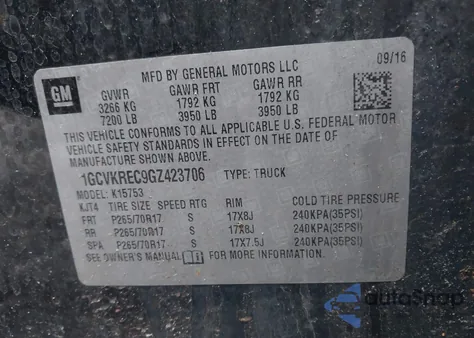 GM
MFD BY GENERAL MOTORS LLC
09/16
GVWR GAWR FRT GAWR RR
3266 KG 1792 KG 1792 KG
7200 LB 3950 LB 3950 LB
THIS VEHICLE CONFORMS TO ALL APPLICABLE U.S. FEDERAL MOTOR
VEHICLE SAFETY STANDARDS IN EFFECT ON THE DATE OF
MANUFACTURE SHOWN ABOVE.
1GCVKREC9GZ423706 TYPE: TRUCK
MODEL: K15753
KJT4 TIRE SIZE SPEED RTG RIM COLD TIRE PRESSURE
FRT P265/70R17 S 17X8J 240KPA(35PSI)
RR P265/70R17 S 17X8J 240KPA(35PSI)
SPA P265/70R17 S 17X7.5J 240KPA(35PSI)
SEE OWNER'S MANUAL FOR MORE INFORMATION.
autoSnap